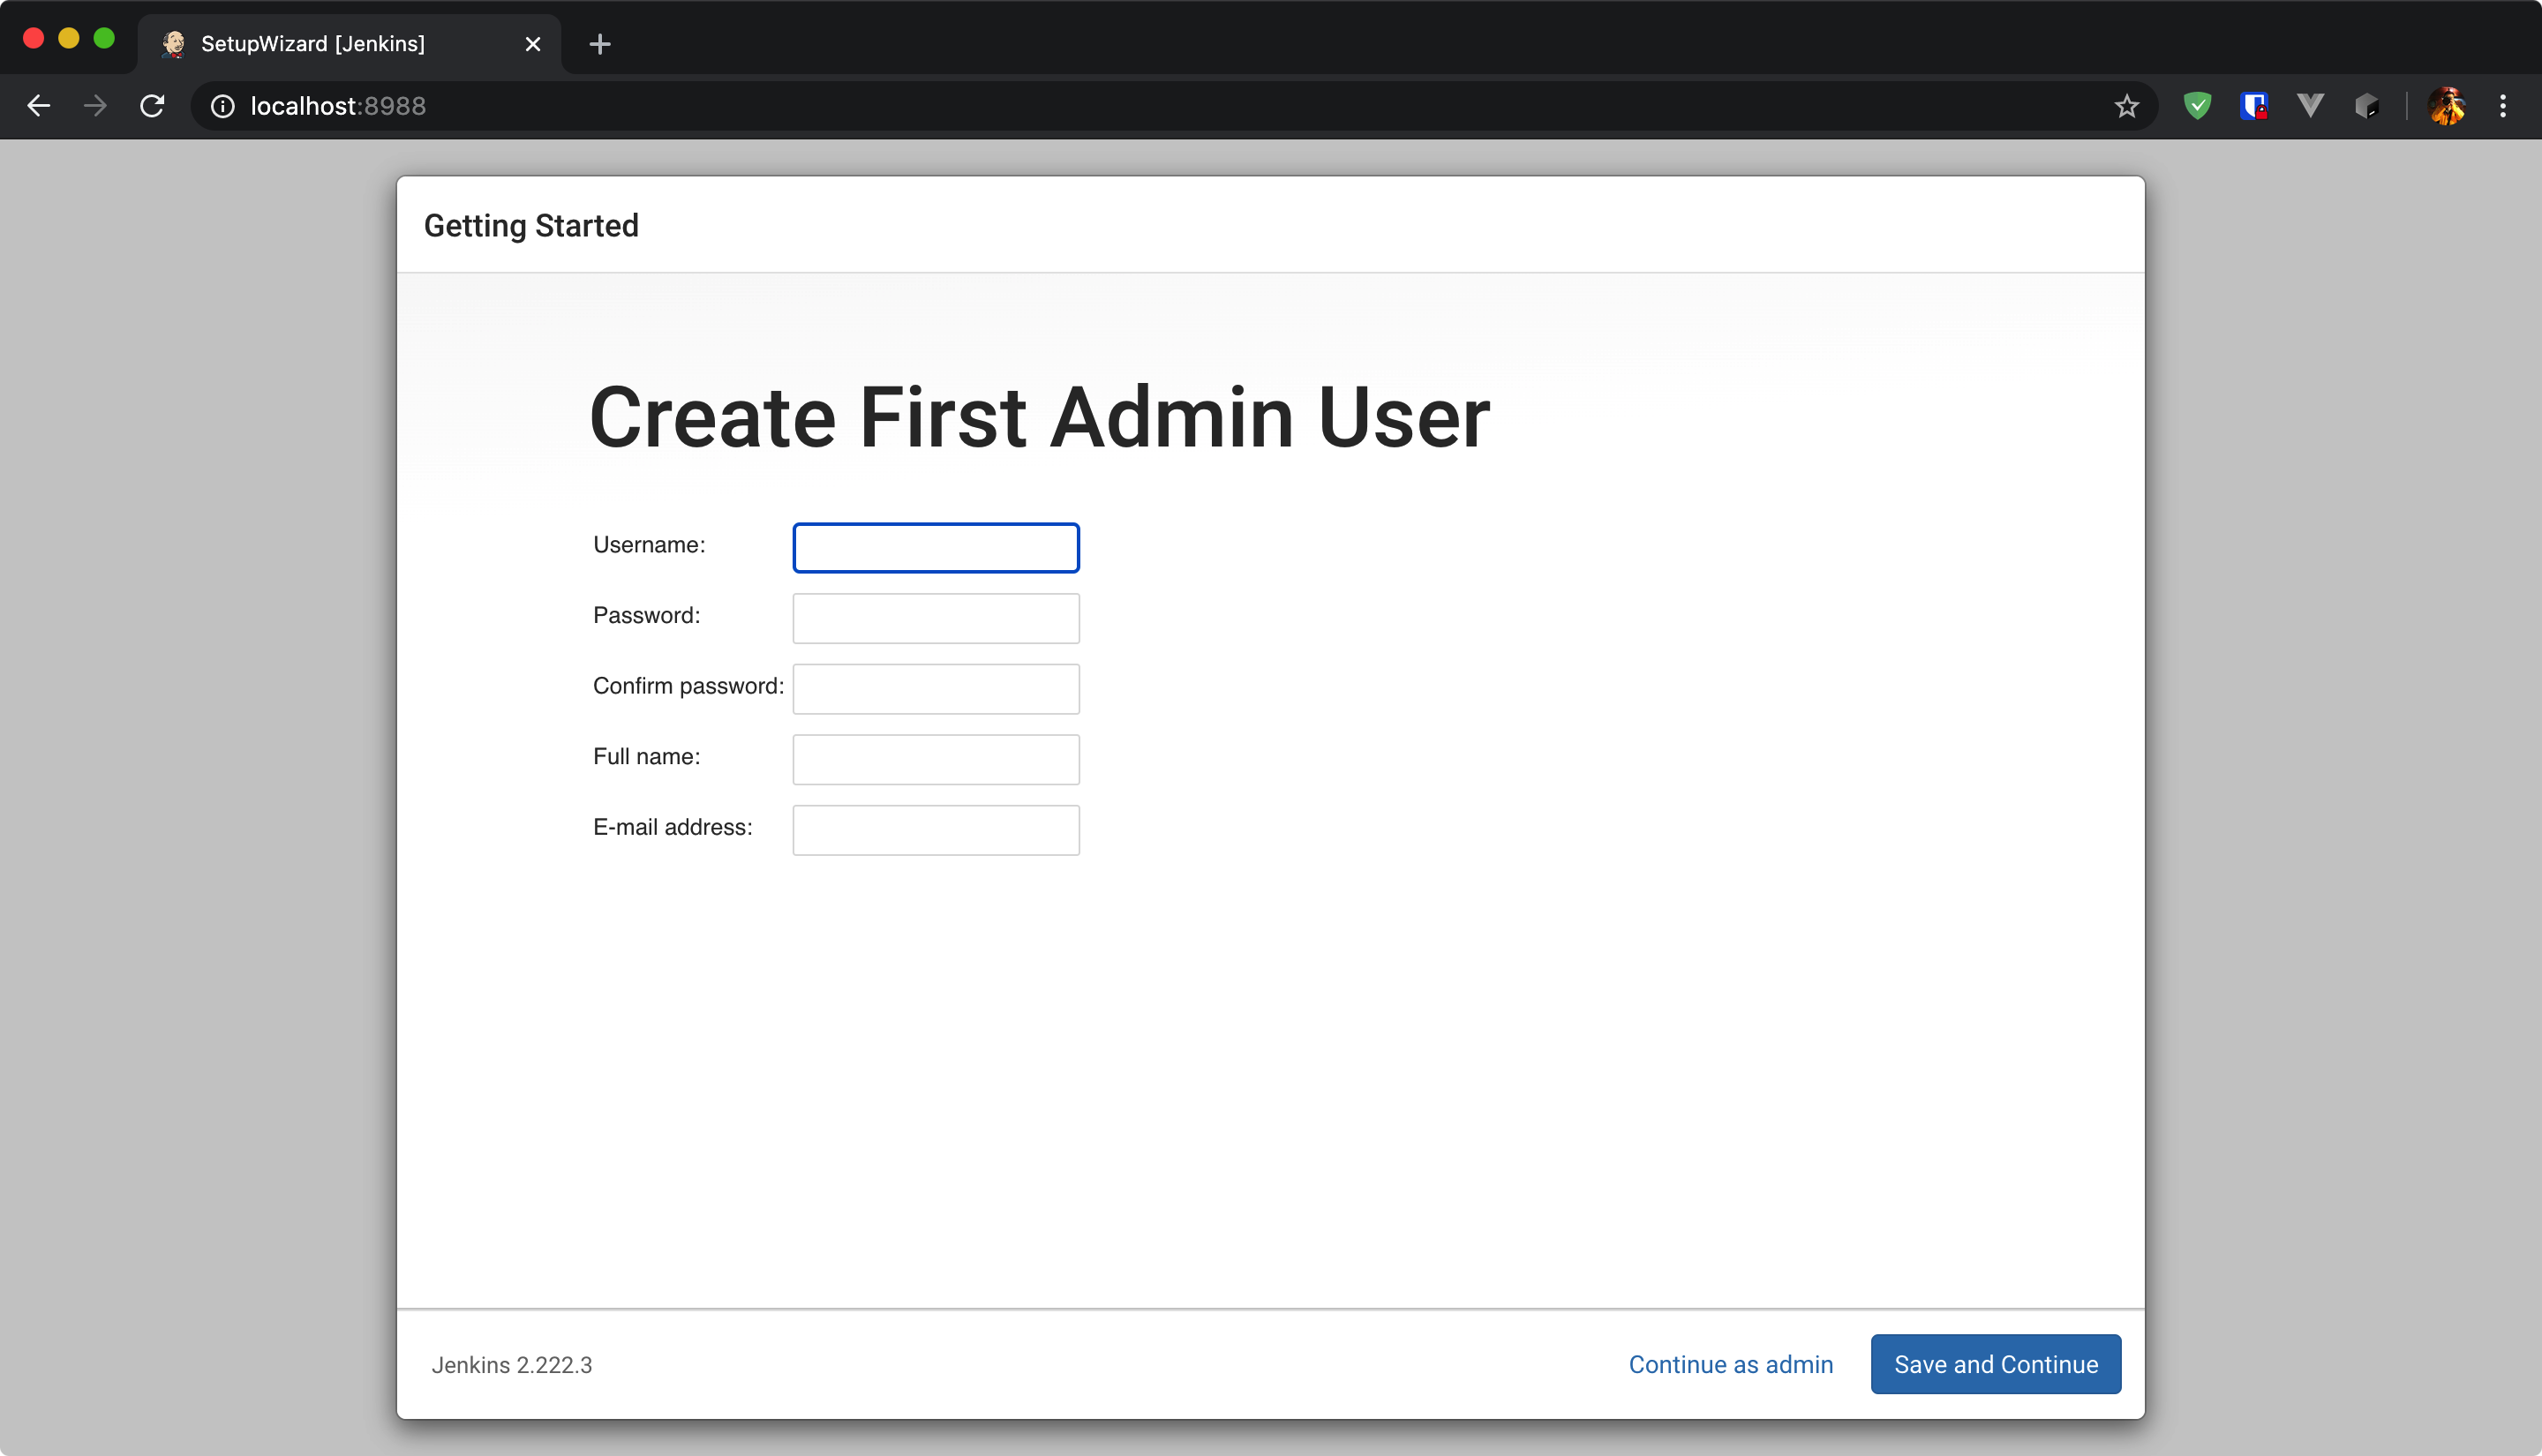 SetupWizard [Jenkins]
localhost:8988
Getting Started
Create First Admin User
Username:
Password:
Confirm password:
Full name:
E-mail address:
Jenkins 2.222.3
Continue as admin
Save and Continue